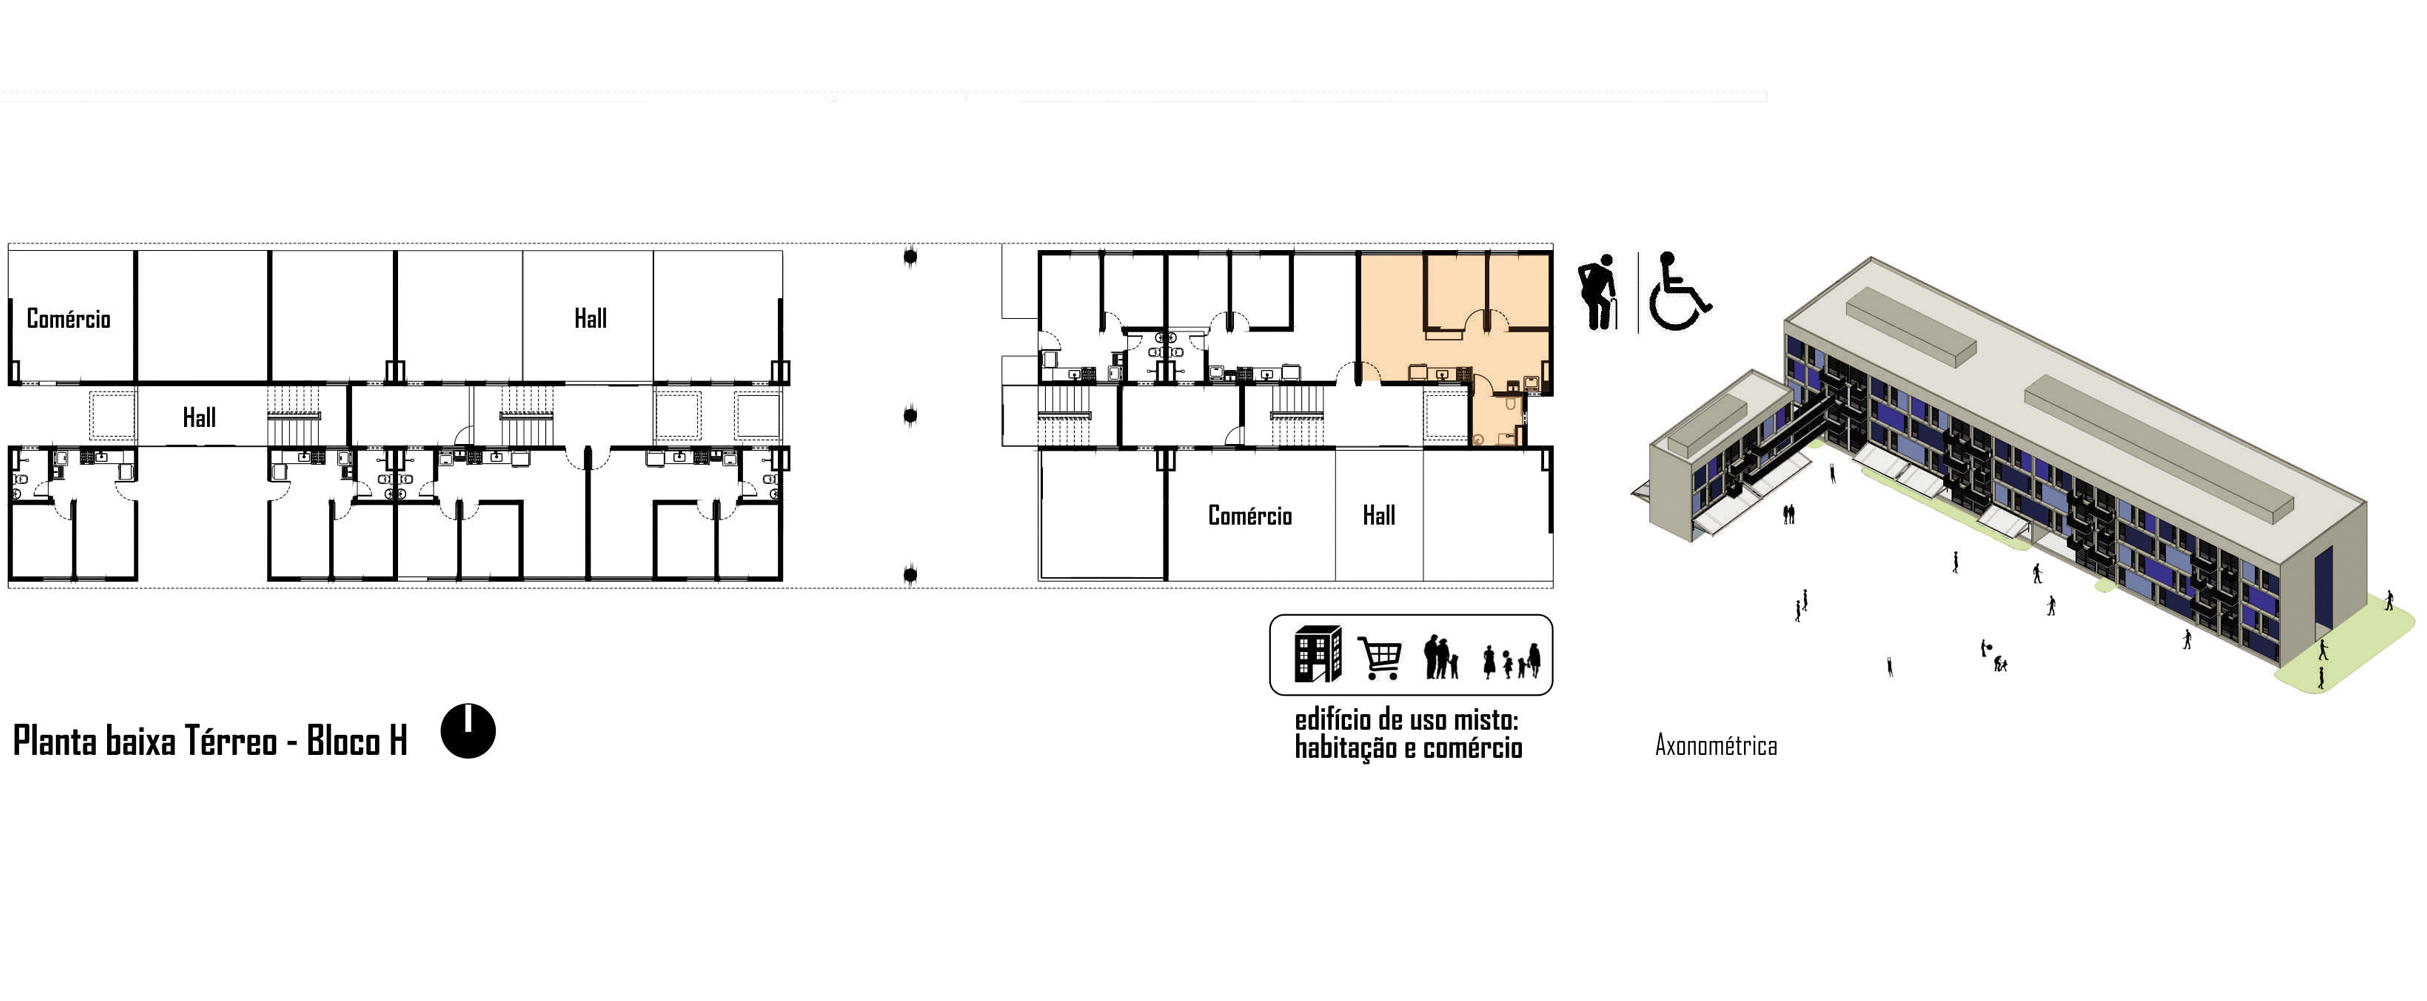 Comércio
Hall
Hall
Comércio
Hall
edifício de uso misto:
habitação e comércio
Planta baixa Térreo - Bloco H
Axonométrica